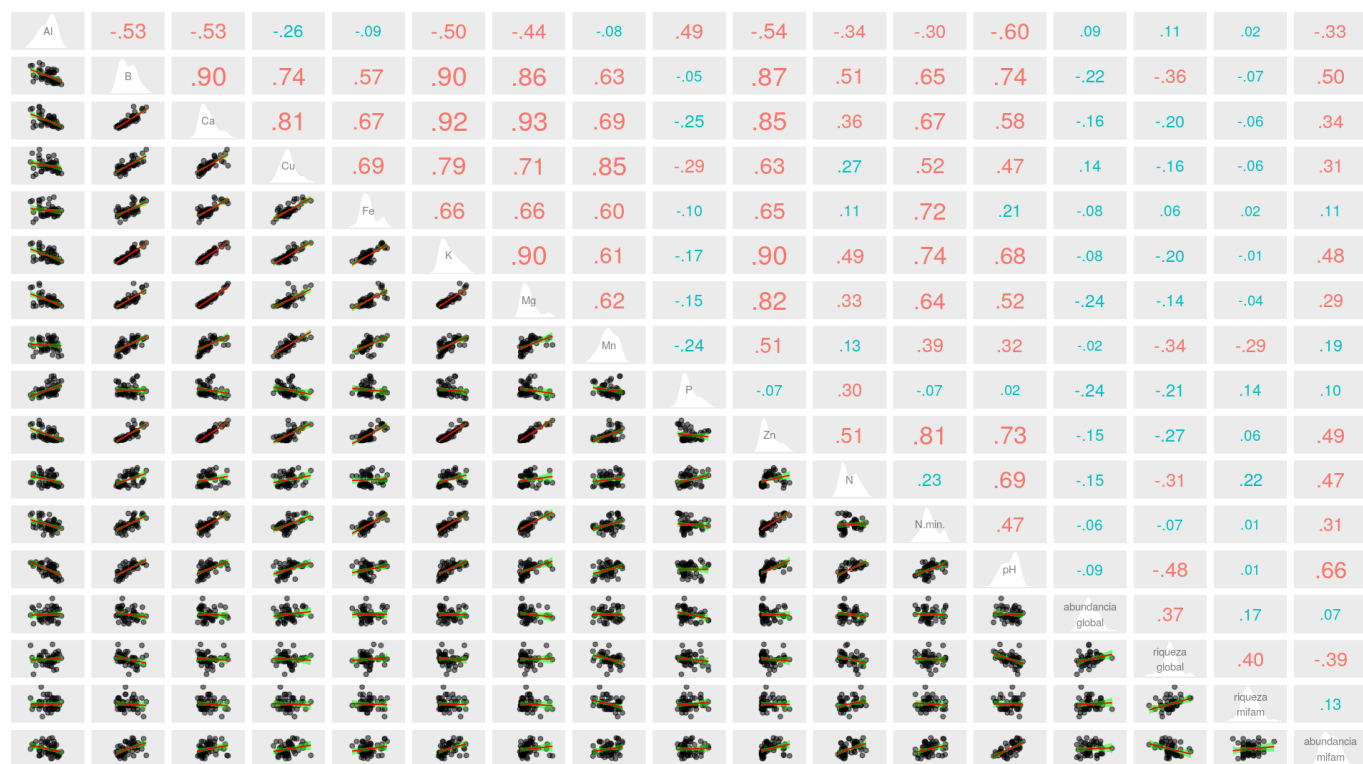 Al -.53 -.53 -.26 -.09 -.50 -.44 -.08 .49 -.54 -.34 -.30 -.60 .09 .11 .02 -.33
B .90 .74 .57 .90 .86 .63 -.05 .87 .51 .65 .74 -.22 -.36 -.07 .50
Ca .81 .67 .92 .93 .69 -.25 .85 .36 .67 .58 -.16 -.20 -.06 .34
Cu .69 .79 .71 .85 -.29 .63 .27 .52 .47 .14 -.16 -.06 .31
Fe .66 .66 .60 -.10 .65 .11 .72 .21 -.08 .06 .02 .11
K .90 .61 -.17 .90 .49 .74 .68 -.08 -.20 -.01 .48
Mg .62 -.15 .82 .33 .64 .52 -.24 -.14 -.04 .29
Mn -.24 .51 .13 .39 .32 -.02 -.34 -.29 .19
P -.07 .30 -.07 .02 -.24 -.21 .14 .10
Zn .51 .81 .73 -.15 -.27 .06 .49
N .23 .69 -.15 -.31 .22 .47
N.min. .47 -.06 -.07 .01 .31
pH -.09 -.48 .01 .66
abundancia
global
.37 .17 .07
riqueza
global
.40 -.39
riqueza
mifam
.13
abundancia
mifam